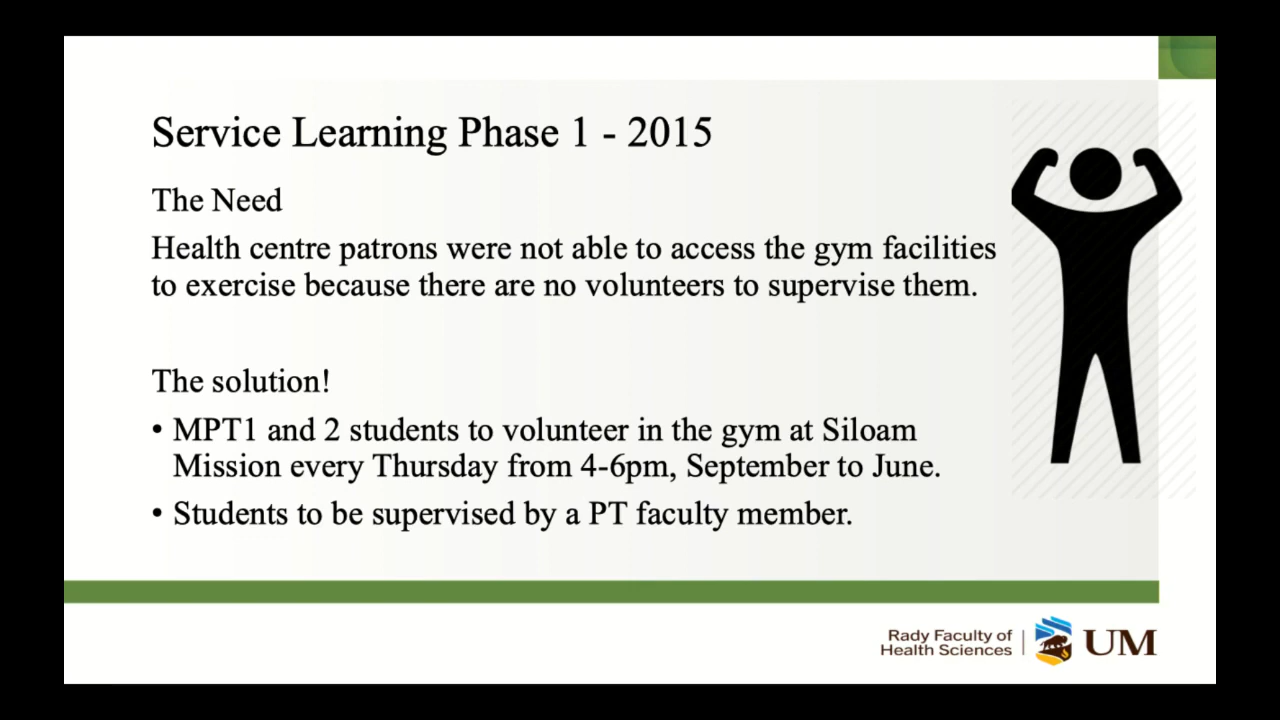 Service Learning Phase 1 - 2015
The Need
Health centre patrons were not able to access the gym facilities
to exercise because there are no volunteers to supervise them.
The solution!
• MPT1 and 2 students to volunteer in the gym at Siloam
Mission every Thursday from 4-6pm, September to June.
• Students to be supervised by a PT faculty member.
Rady Faculty of
Health Sciences
UM